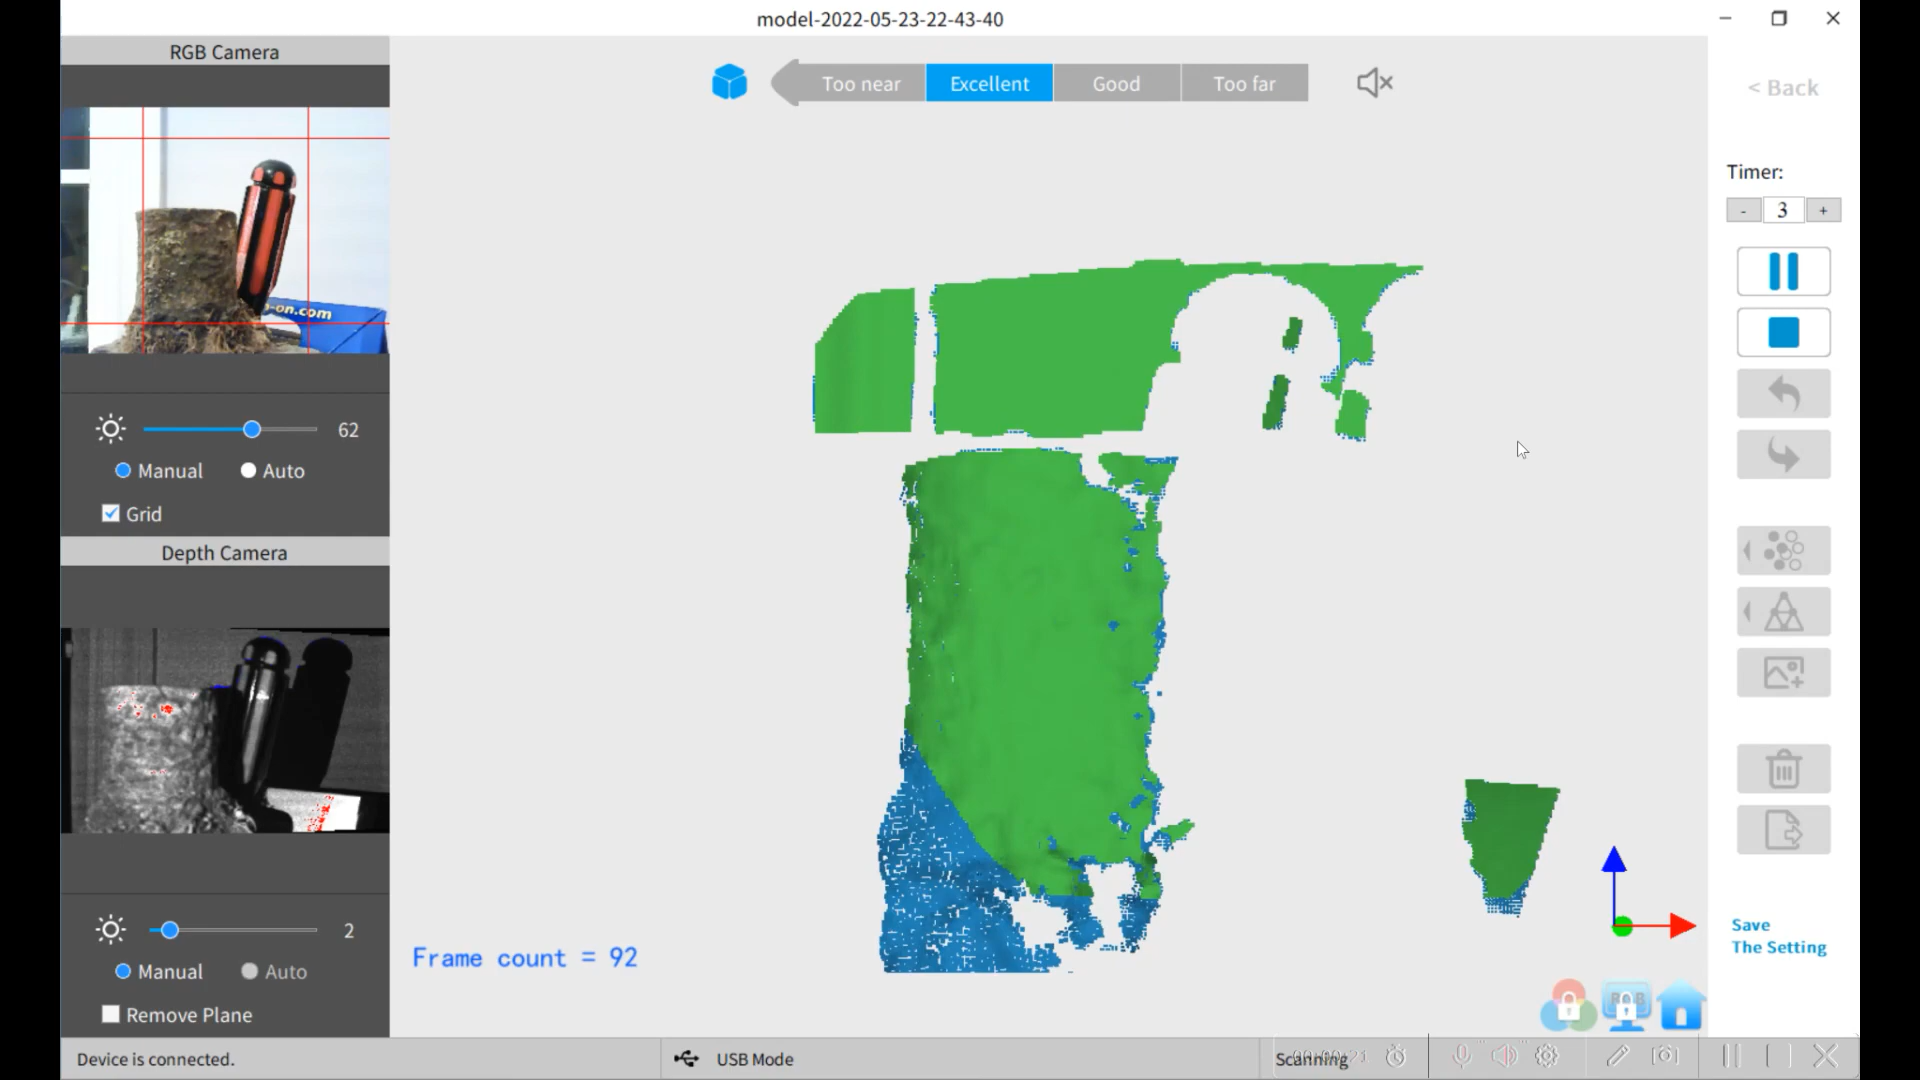 model-2022-05-23-22-43-40
RGB Camera
-on.com
62
Manual
Auto
Grid
Depth Camera
2
Manual
Auto
Remove Plane
Too near
Excellent
Good
Too far
Frame count = 92
< Back
Timer:
- 3 +
Save
The Setting
RGB
Device is connected.
USB Mode
Scanning